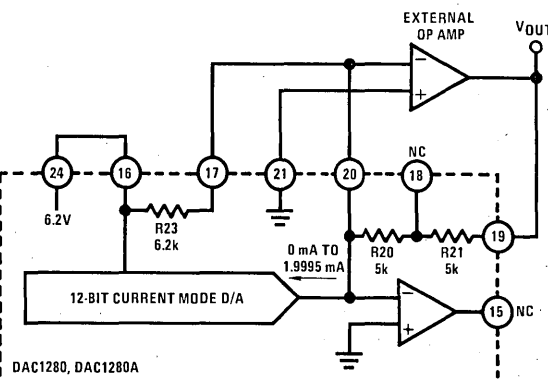 EXTERNAL
OP AMP
VOUT
−
+
NC
24
16
17
21
20
18
6.2V
R23
6.2k
19
0 mA TO
1.9995 mA
R20
5k
R21
5k
12-BIT CURRENT MODE D/A
−
+
15
NC
DAC1280, DAC1280A